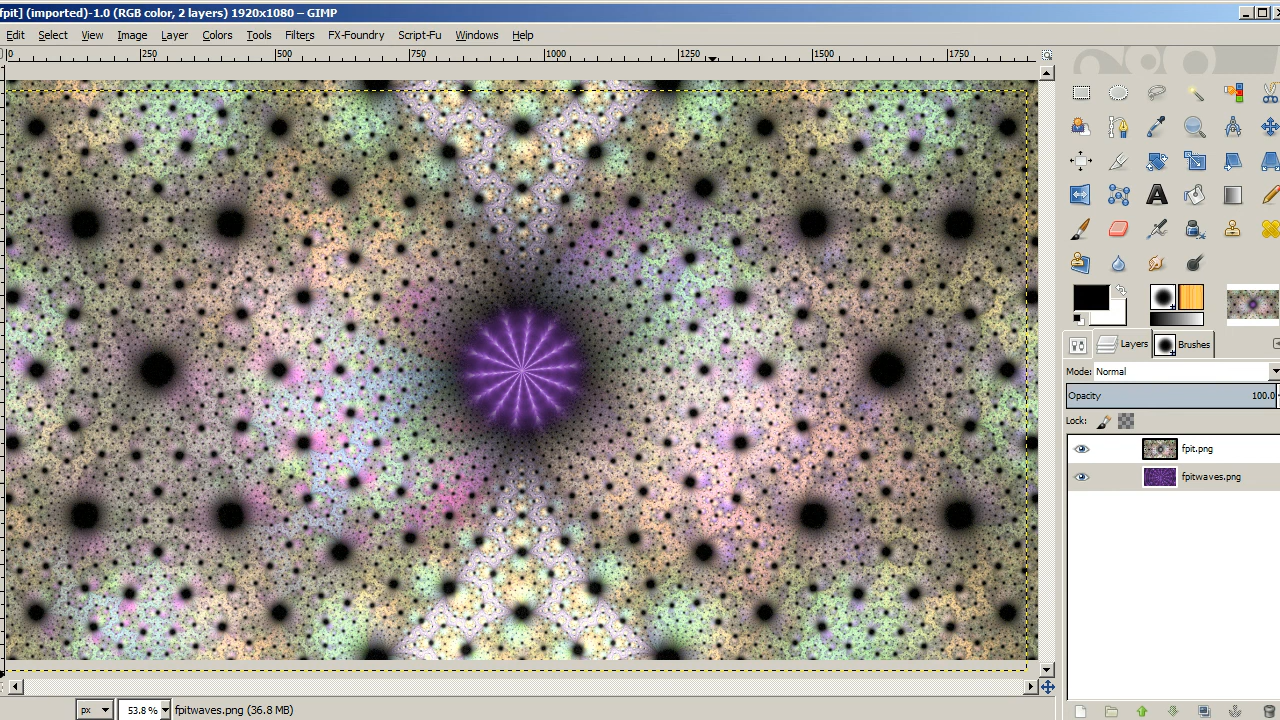 fpit] (imported)-1.0 (RGB color, 2 layers) 1920x1080 – GIMP
Edit Select View Image Layer Colors Tools Filters FX-Foundry Script-Fu Windows Help
0 250 500 750 1000 1250 1500 1750
Layers Brushes
Mode: Normal
Opacity 100.0
Lock:
fpit.png
fpitwaves.png
px 53.8 % fpitwaves.png (36.8 MB)